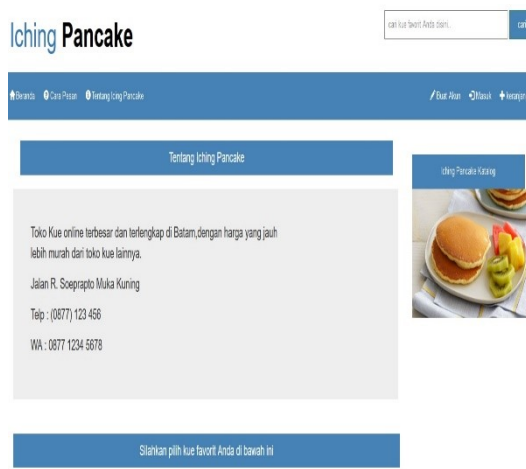 Iching Pancake
cari kue favorit Anda disini..
cari
Beranda Cara Pesan Tentang Icing Pancake
Buat Akun Masuk keranjan
Tentang Iching Pancake
Iching Pancake Katalog
Toko Kue online terbesar dan terlengkap di Batam,dengan harga yang jauh
lebih murah dari toko kue lainnya.
Jalan R. Soeprapto Muka Kuning
Telp : (0877) 123 456
WA : 0877 1234 5678
Silahkan pilih kue favorit Anda di bawah ini